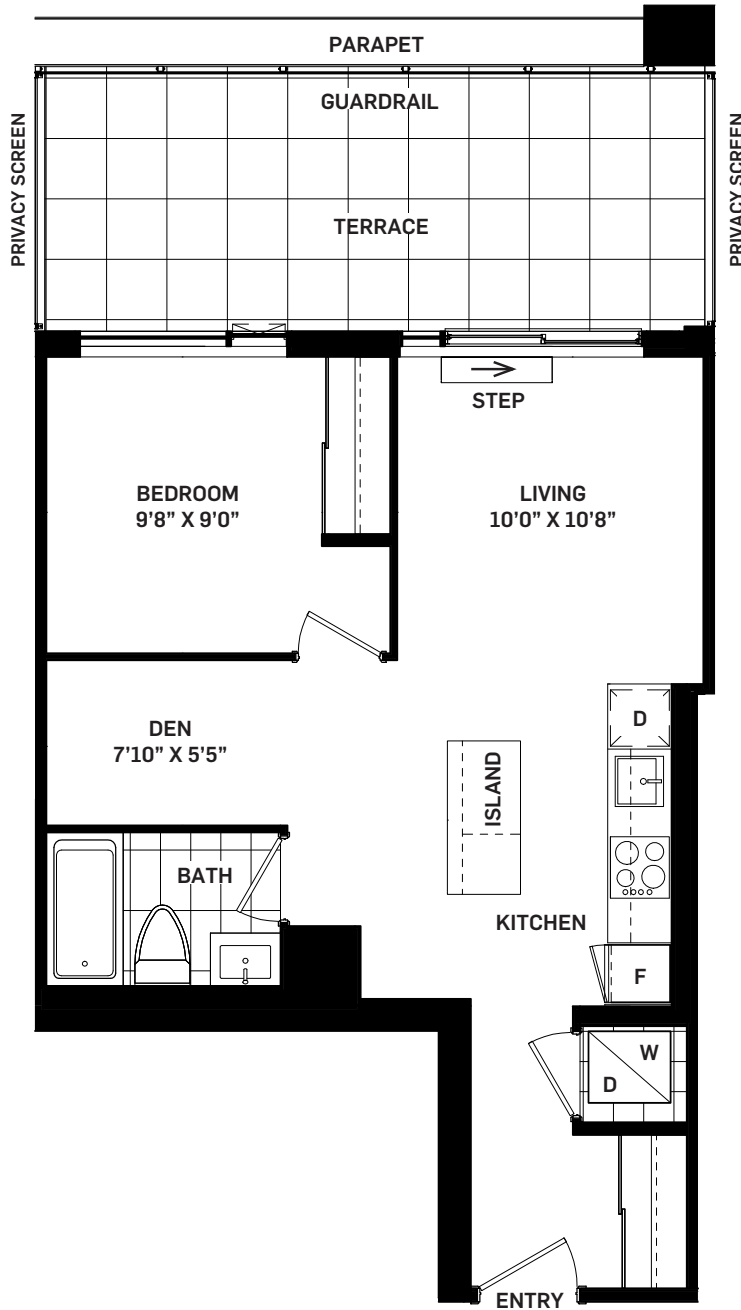 PARAPET
GUARDRAIL
PRIVACY SCREEN
PRIVACY SCREEN
TERRACE
STEP
BEDROOM
9’8” X 9’0”
LIVING
10’0” X 10’8”
DEN
7’10” X 5’5”
D
ISLAND
BATH
KITCHEN
F
W
D
ENTRY